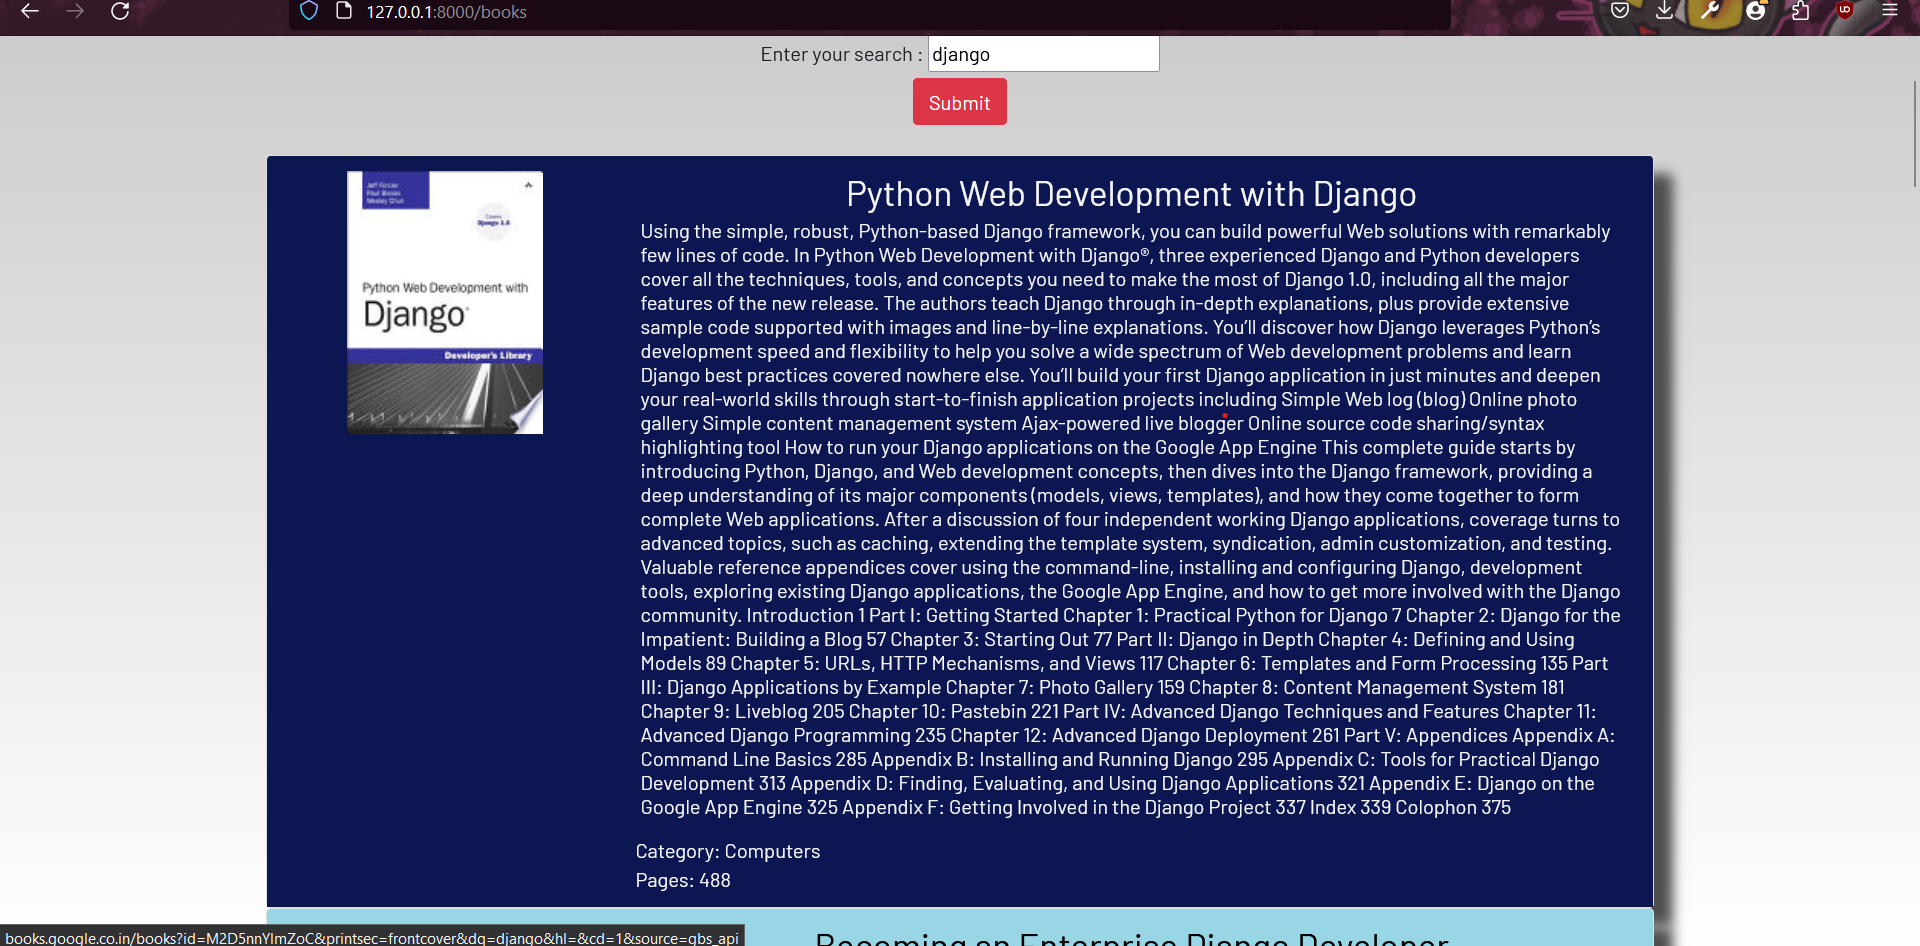 127.0.0.1:8000/books
Enter your search :
django
Submit
Jeff Forcier
Paul Bissex
Wesley Chun
Covers
Django 1.0
Python Web Development with
Django®
Developer's Library
Python Web Development with Django
Using the simple, robust, Python-based Django framework, you can build powerful Web solutions with remarkably
few lines of code. In Python Web Development with Django®, three experienced Django and Python developers
cover all the techniques, tools, and concepts you need to make the most of Django 1.0, including all the major
features of the new release. The authors teach Django through in-depth explanations, plus provide extensive
sample code supported with images and line-by-line explanations. You’ll discover how Django leverages Python’s
development speed and flexibility to help you solve a wide spectrum of Web development problems and learn
Django best practices covered nowhere else. You’ll build your first Django application in just minutes and deepen
your real-world skills through start-to-finish application projects including Simple Web log (blog) Online photo
gallery Simple content management system Ajax-powered live blogger Online source code sharing/syntax
highlighting tool How to run your Django applications on the Google App Engine This complete guide starts by
introducing Python, Django, and Web development concepts, then dives into the Django framework, providing a
deep understanding of its major components (models, views, templates), and how they come together to form
complete Web applications. After a discussion of four independent working Django applications, coverage turns to
advanced topics, such as caching, extending the template system, syndication, admin customization, and testing.
Valuable reference appendices cover using the command-line, installing and configuring Django, development
tools, exploring existing Django applications, the Google App Engine, and how to get more involved with the Django
community. Introduction 1 Part I: Getting Started Chapter 1: Practical Python for Django 7 Chapter 2: Django for the
Impatient: Building a Blog 57 Chapter 3: Starting Out 77 Part II: Django in Depth Chapter 4: Defining and Using
Models 89 Chapter 5: URLs, HTTP Mechanisms, and Views 117 Chapter 6: Templates and Form Processing 135 Part
III: Django Applications by Example Chapter 7: Photo Gallery 159 Chapter 8: Content Management System 181
Chapter 9: Liveblog 205 Chapter 10: Pastebin 221 Part IV: Advanced Django Techniques and Features Chapter 11:
Advanced Django Programming 235 Chapter 12: Advanced Django Deployment 261 Part V: Appendices Appendix A:
Command Line Basics 285 Appendix B: Installing and Running Django 295 Appendix C: Tools for Practical Django
Development 313 Appendix D: Finding, Evaluating, and Using Django Applications 321 Appendix E: Django on the
Google App Engine 325 Appendix F: Getting Involved in the Django Project 337 Index 339 Colophon 375
Category: Computers
Pages: 488
Becoming an Enterprise Django Developer
books.google.co.in/books?id=M2D5nnYlmZoC&printsec=frontcover&dq=django&hl=&cd=1&source=gbs_api